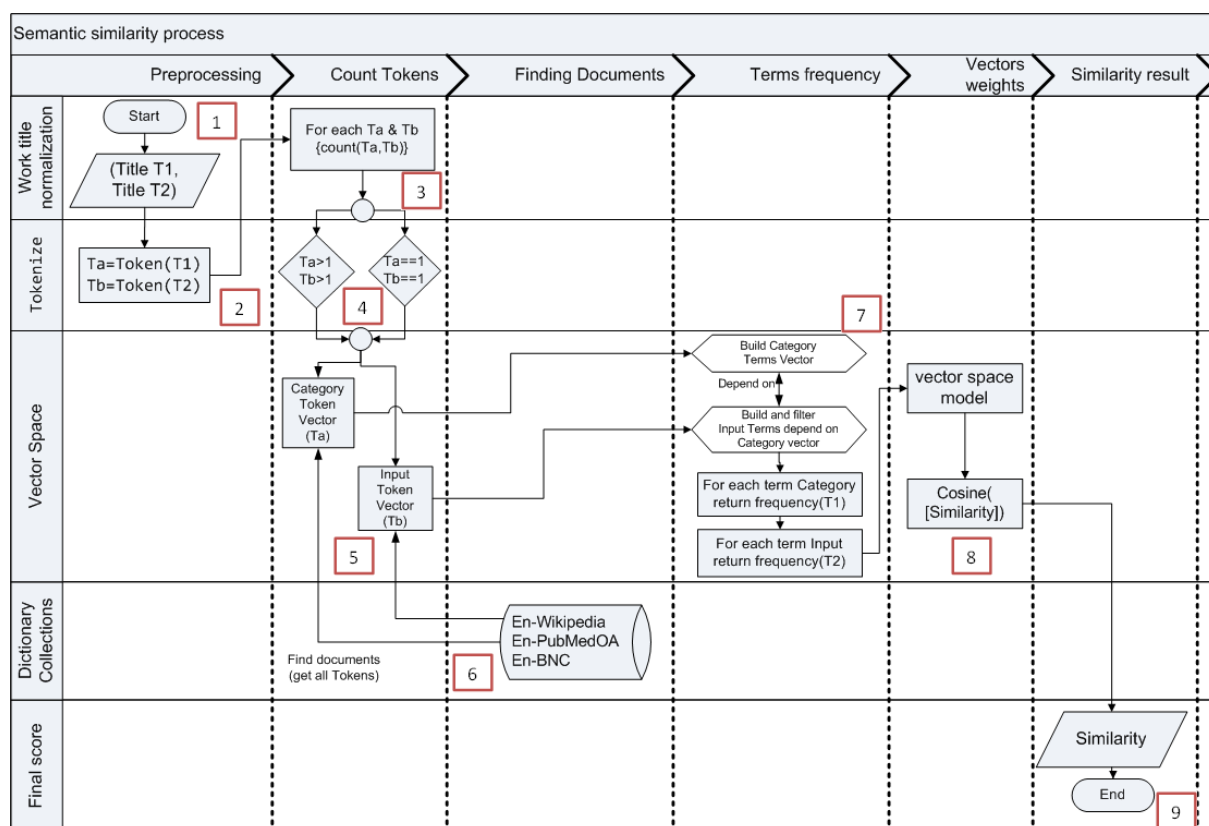 Semantic similarity process
Preprocessing
Count Tokens
Finding Documents
Terms frequency
Vectors
weights
Similarity result
Work title
normalization
Start
1
(Title T1,
Title T2)
For each Ta & Tb
{count(Ta,Tb)}
3
Tokenize
Ta=Token(T1)
Tb=Token(T2)
2
Ta>1
Tb>1
Ta==1
Tb==1
4
7
Vector Space
Category
Token
Vector
(Ta)
Input
Token
Vector
(Tb)
5
Build Category
Terms Vector
Depend on
Build and filter
Input Terms depend on
Category vector
For each term Category
return frequency(T1)
For each term Input
return frequency(T2)
vector space
model
Cosine(
[Similarity])
8
Dictionary
Collections
Find documents
(get all Tokens)
6
En-Wikipedia
En-PubMedOA
En-BNC
Final score
Similarity
End
9